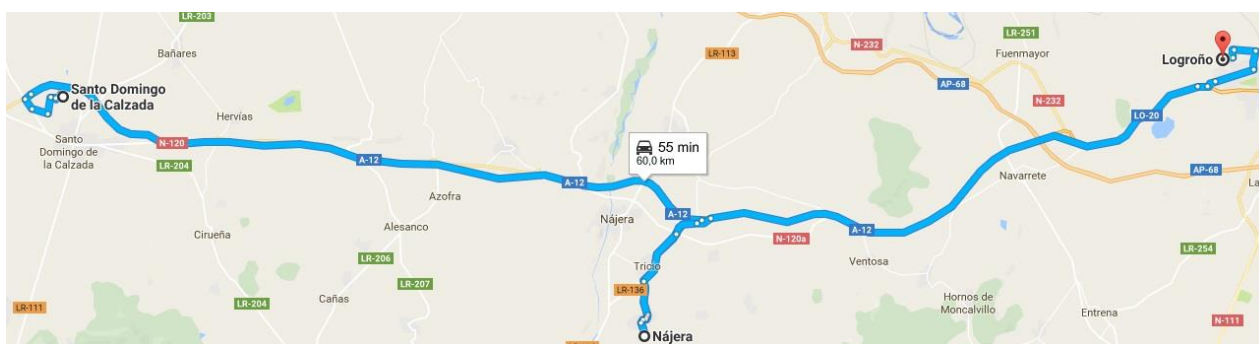 LR-203
Bañares
LR-251
N-232
Fuenmayor
LR-113
Logroño
Santo Domingo
de la Calzada
AP-68
N-232
Hervías
LO-20
Santo
Domingo de
la Calzada
N-120
LR-204
A-12
55 min
60,0 km
AP-68
Navarrete
A-12
Azofra
Nájera
A-12
Alesanco
Cirueña
N-120a
A-12
LR-206
Ventosa
LR-254
Tricio
LR-207
LR-136
LR-204
Cañas
LR-111
Hornos de
Moncalvillo
Entrena
N-111
Nájera